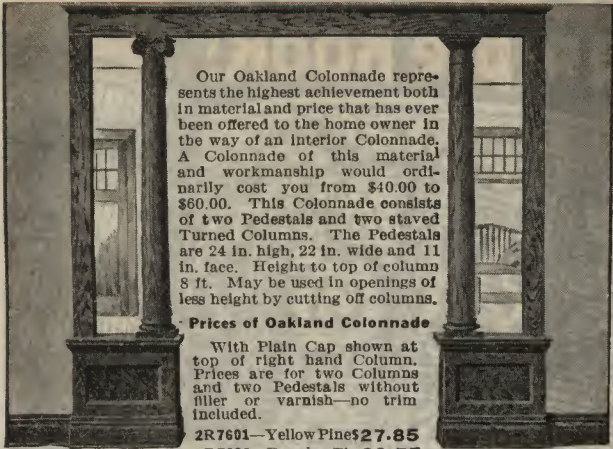 Our Oakland Colonnade repre-
sents the highest achievement both
in material and price that has ever
been offered to the home owner in
the way of an interior Colonnade.
A Colonnade of this material
and workmanship would ordi-
narily cost you from $40.00 to
$60.00. This Colonnade consists
of two Pedestals and two staved
Turned Columns. The Pedestals
are 24 in. high, 22 in. wide and 11
in. face. Height to top of column
8 ft. May be used in openings of
less height by cutting off columns.
Prices of Oakland Colonnade
With Plain Cap shown at
top of right hand Column.
Prices are for two Columns
and two Pedestals without
filler or varnish—no trim
included.
2R7601—Yellow Pine $27.85